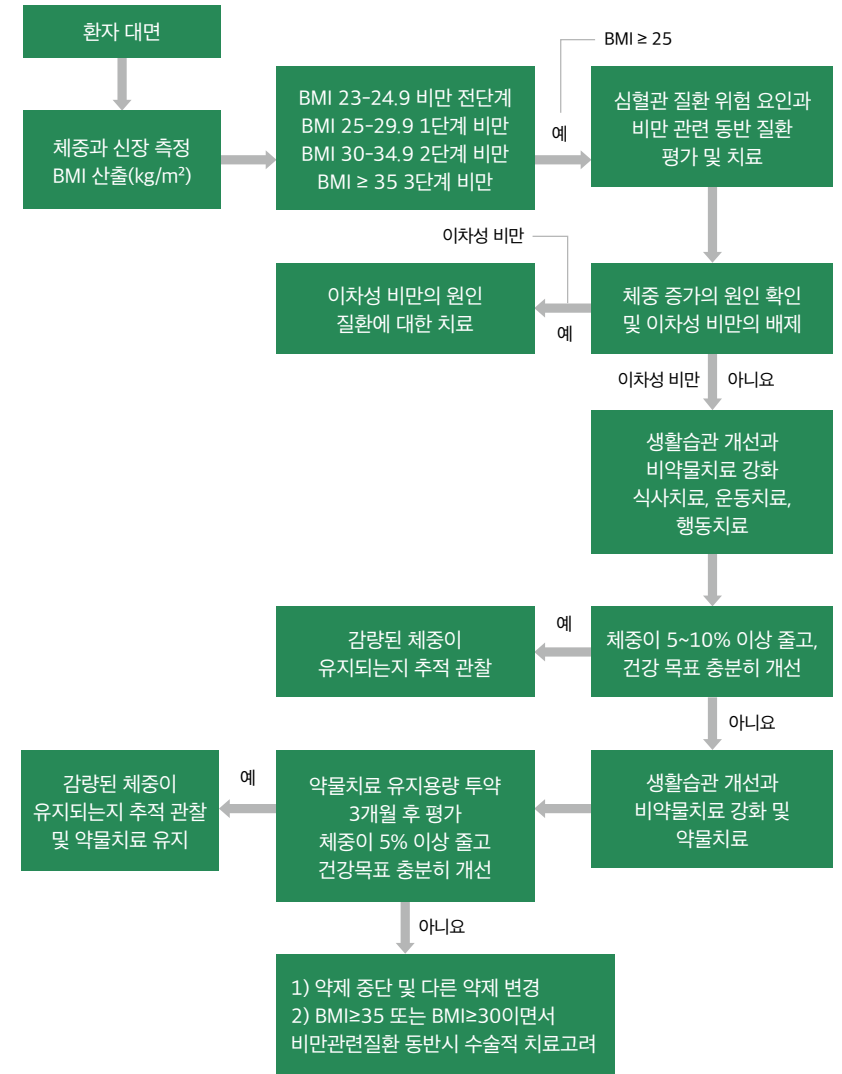 환자 대면
체중과 신장 측정
BMI 산출(kg/m²)
BMI 23-24.9 비만 전단계
BMI 25-29.9 1단계 비만
BMI 30-34.9 2단계 비만
BMI ≥ 35 3단계 비만
BMI ≥ 25
예
심혈관 질환 위험 요인과
비만 관련 동반 질환
평가 및 치료
체중 증가의 원인 확인
및 이차성 비만의 배제
이차성 비만
예
이차성 비만의 원인
질환에 대한 치료
이차성 비만
아니요
생활습관 개선과
비약물치료 강화
식사치료, 운동치료,
행동치료
체중이 5~10% 이상 줄고,
건강 목표 충분히 개선
예
감량된 체중이
유지되는지 추적 관찰
아니요
생활습관 개선과
비약물치료 강화 및
약물치료
약물치료 유지용량 투약
3개월 후 평가
체중이 5% 이상 줄고
건강목표 충분히 개선
예
감량된 체중이
유지되는지 추적 관찰
및 약물치료 유지
아니요
1) 약제 중단 및 다른 약제 변경
2) BMI≥35 또는 BMI≥30이면서
비만관련질환 동반시 수술적 치료고려